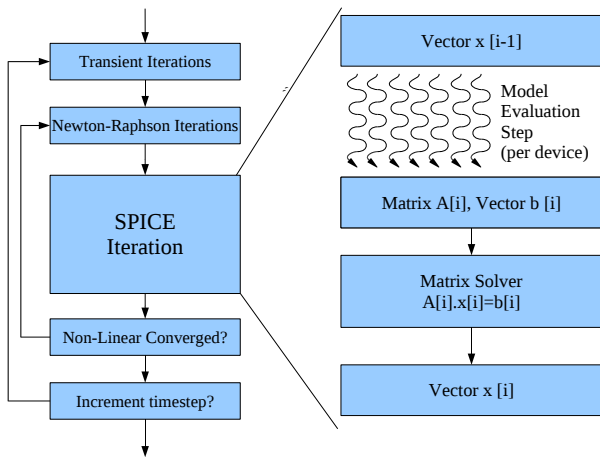 Transient Iterations
Newton-Raphson Iterations
SPICE
Iteration
Non-Linear Converged?
Increment timestep?
Vector x [i-1]
Model
Evaluation
Step
(per device)
Matrix A[i], Vector b [i]
Matrix Solver
A[i].x[i]=b[i]
Vector x [i]